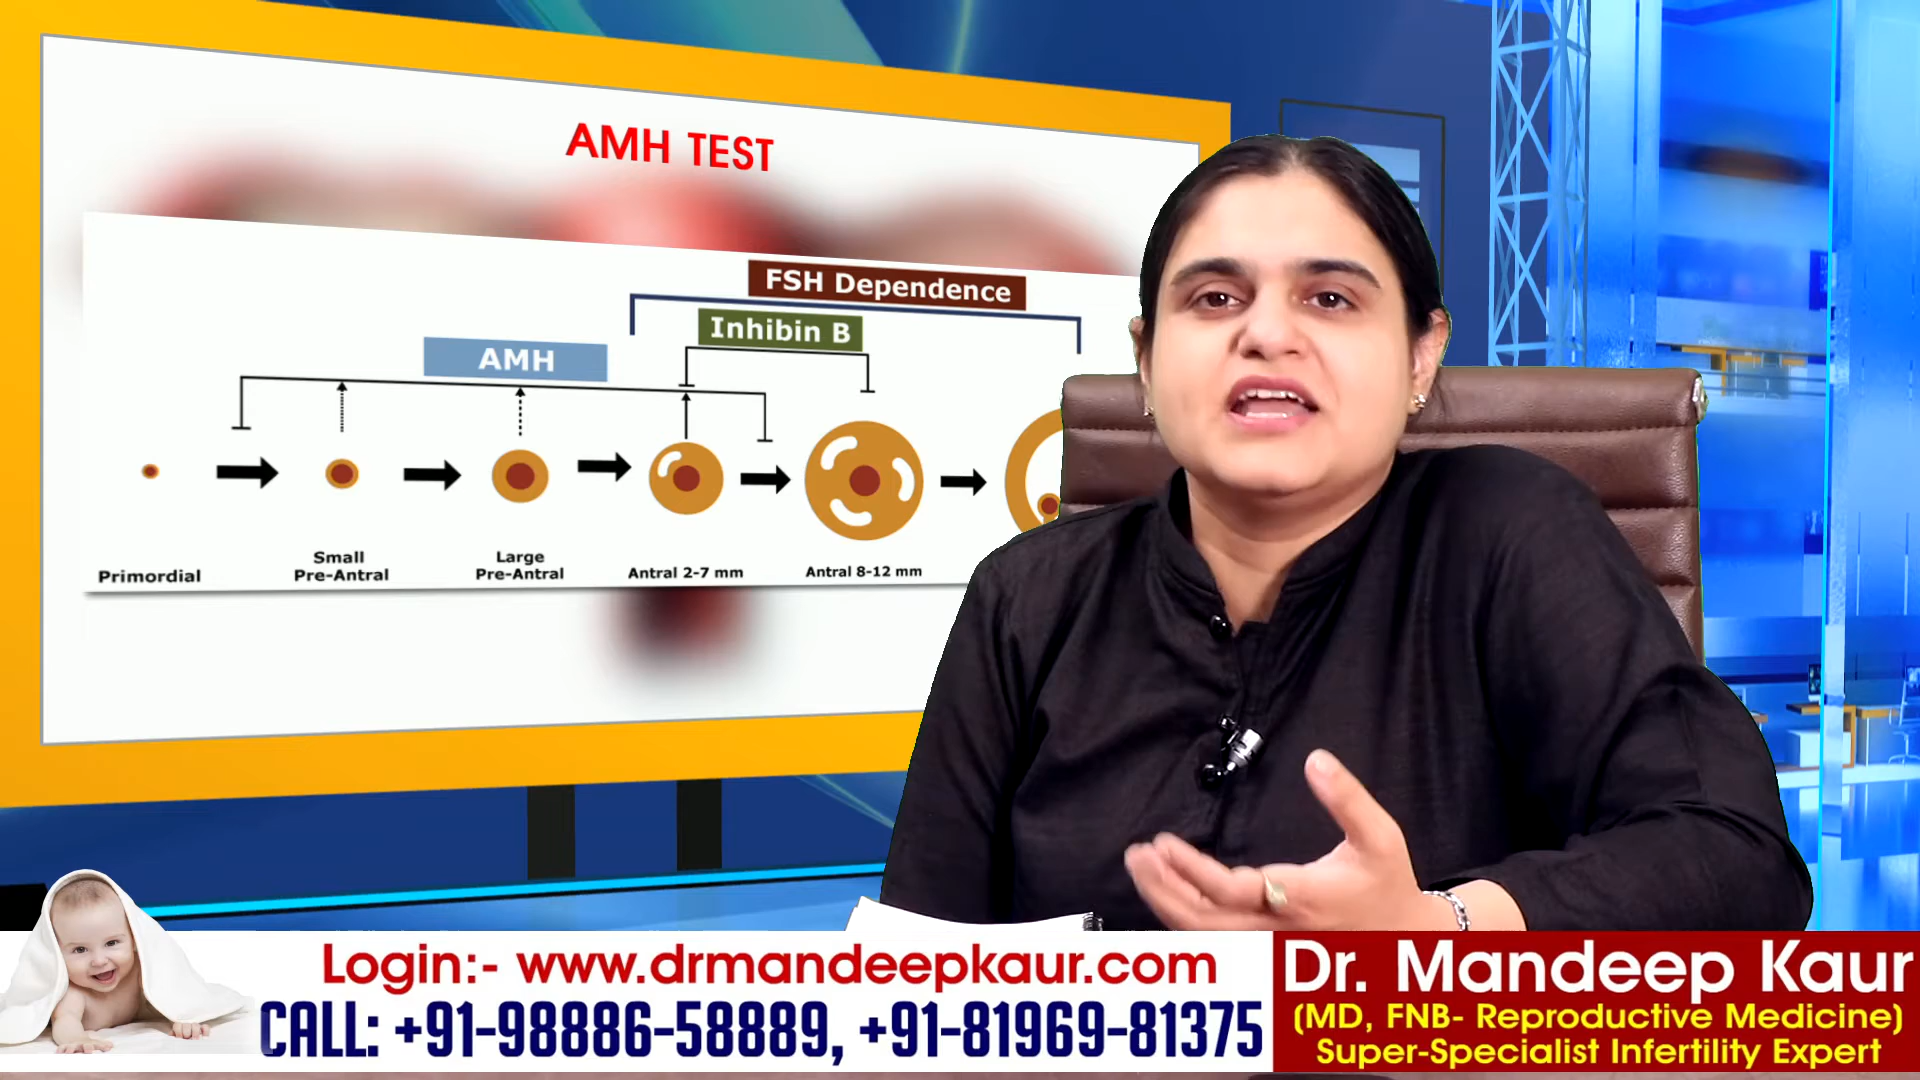 AMH TEST
FSH Dependence
Inhibin B
AMH
Primordial
Small
Pre-Antral
Large
Pre-Antral
Antral 2-7 mm
Antral 8-12 mm
Login:- www.drmandeepkaur.com
CALL: +91-98886-58889, +91-81969-81375
Dr. Mandeep Kaur
(MD, FNB- Reproductive Medicine)
Super-Specialist Infertility Expert